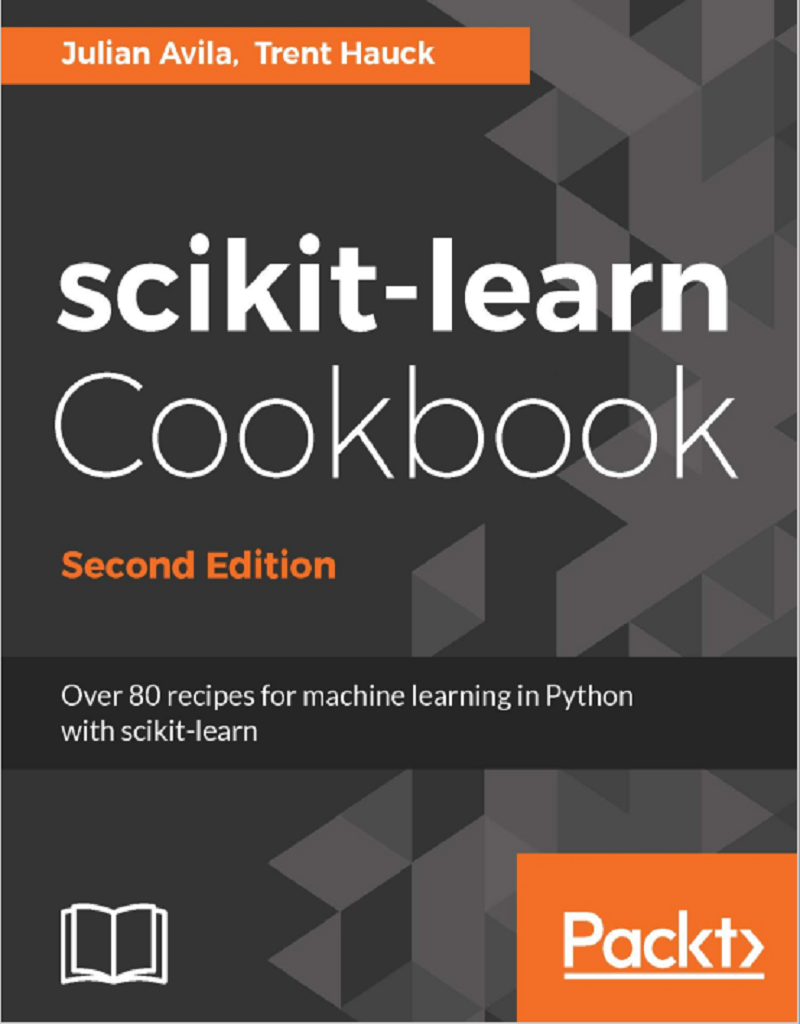 Julian Avila,  Trent Hauck
scikit-learn
Cookbook
Second Edition
Over 80 recipes for machine learning in Python
with scikit-learn
Packt>